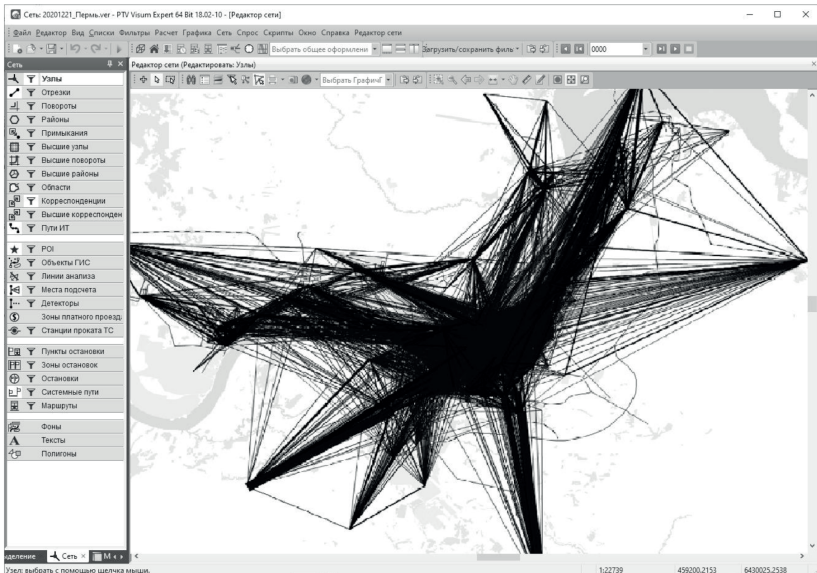 Сеть: 20201221_Пермь.ver - PTV Visum Expert 64 Bit 18.02-10 - [Редактор сети]
Файл Редактор Вид Списки Фильтры Расчет Графика Сеть Спрос Скрипты Окно Справка Редактор сети
Выбрать общее оформлени
Загрузить/сохранить филь
0000
Сеть
Редактор сети (Редактировать: Узлы)
Выбрать График
Узлы
Отрезки
Повороты
Районы
Примыкания
Высшие узлы
Высшие повороты
Высшие районы
Области
Корреспонденции
Высшие корреспонден
Пути ИТ
POI
Объекты ГИС
Линии анализа
Места подсчета
Детекторы
Зоны платного проезд
Станции проката ТС
Пункты остановки
Зоны остановок
Остановки
Системные пути
Маршруты
Фоны
Тексты
Полигоны
ыделение Сеть М
Узел: выбрать с помощью щелчка мыши.
1:22739 459200.2153 6430025.2538